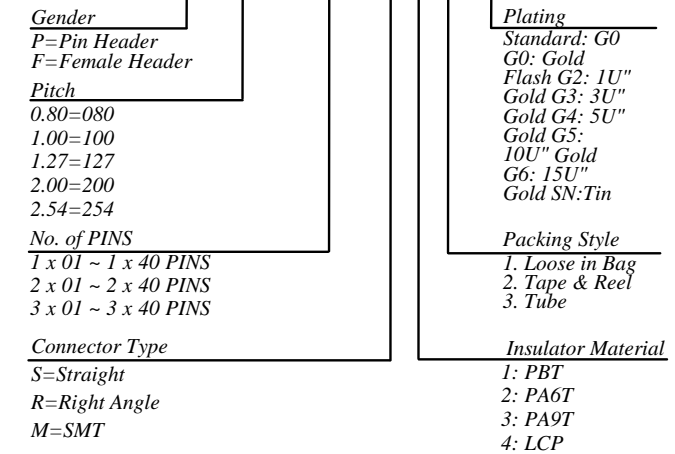 Gender
P=Pin Header
F=Female Header
Pitch
0.80=080
1.00=100
1.27=127
2.00=200
2.54=254
No. of PINS
1 x 01 ~ 1 x 40 PINS
2 x 01 ~ 2 x 40 PINS
3 x 01 ~ 3 x 40 PINS
Connector Type
S=Straight
R=Right Angle
M=SMT
Plating
Standard: G0
G0: Gold
Flash G2: 1U"
Gold G3: 3U"
Gold G4: 5U"
Gold G5:
10U" Gold
G6: 15U"
Gold SN:Tin
Packing Style
1. Loose in Bag
2. Tape & Reel
3. Tube
Insulator Material
1: PBT
2: PA6T
3: PA9T
4: LCP